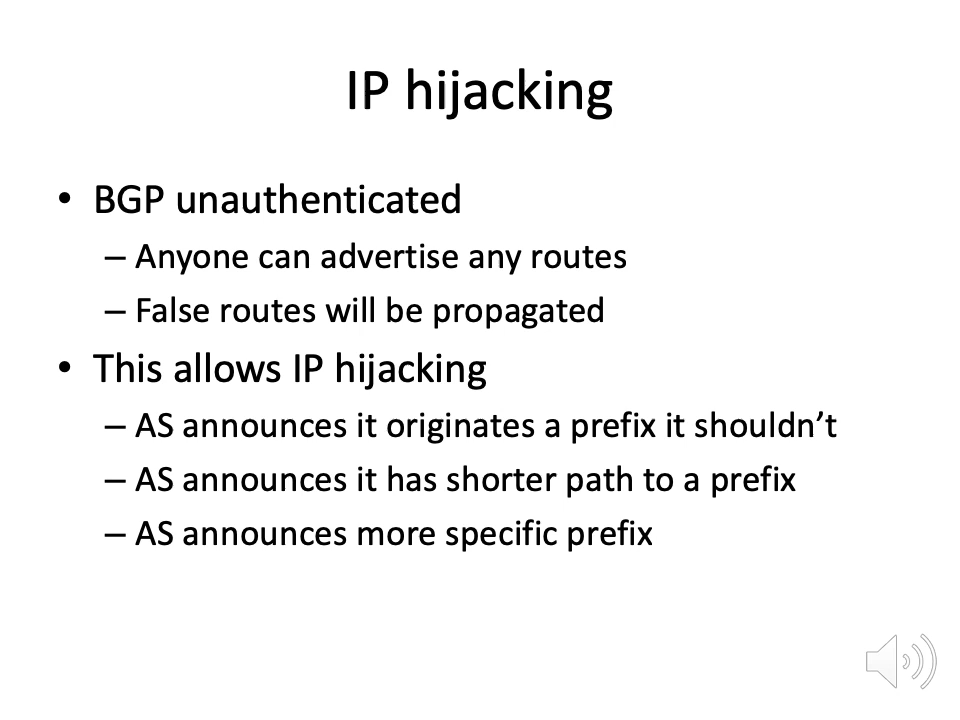 IP hijacking
• BGP unauthenticated
– Anyone can advertise any routes
– False routes will be propagated
• This allows IP hijacking
– AS announces it originates a prefix it shouldn’t
– AS announces it has shorter path to a prefix
– AS announces more specific prefix